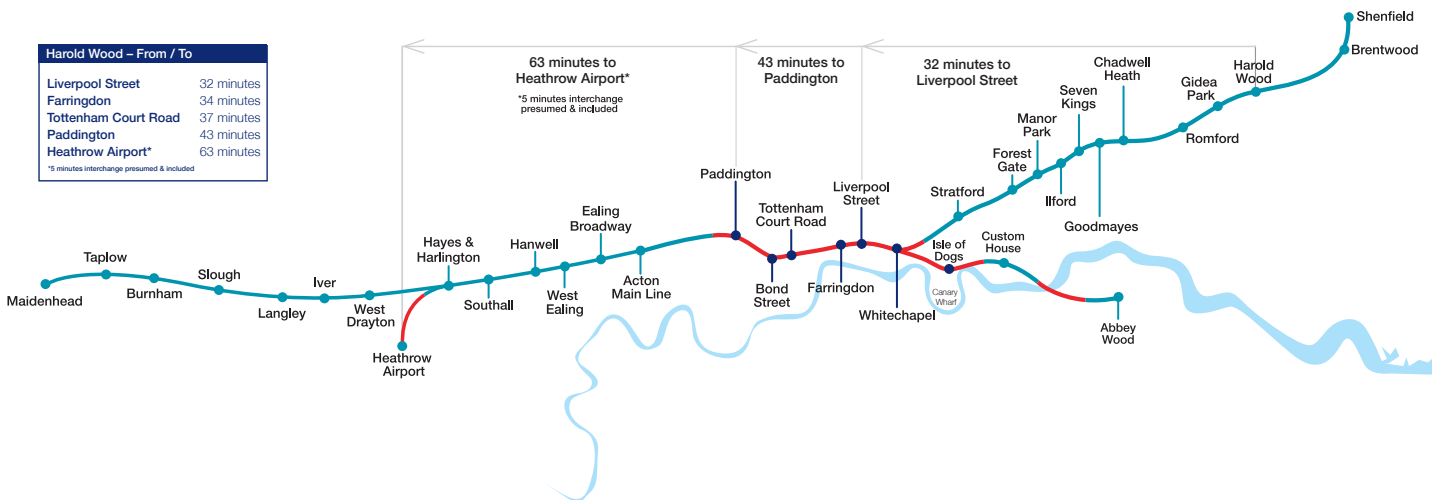 Harold Wood – From / To
Liverpool Street 32 minutes
Farringdon 34 minutes
Tottenham Court Road 37 minutes
Paddington 43 minutes
Heathrow Airport* 63 minutes
*5 minutes interchange presumed & included
63 minutes to
Heathrow Airport*
*5 minutes interchange
presumed & included
43 minutes to
Paddington
32 minutes to
Liverpool Street
Maidenhead
Taplow
Burnham
Slough
Langley
Iver
West
Drayton
Heathrow
Airport
Hayes &
Harlington
Southall
Hanwell
West
Ealing
Ealing
Broadway
Acton
Main Line
Paddington
Bond
Street
Tottenham
Court Road
Farringdon
Liverpool
Street
Whitechapel
Isle of
Dogs
Canary
Wharf
Custom
House
Abbey
Wood
Stratford
Forest
Gate
Manor
Park
Ilford
Seven
Kings
Goodmayes
Chadwell
Heath
Romford
Gidea
Park
Harold
Wood
Brentwood
Shenfield